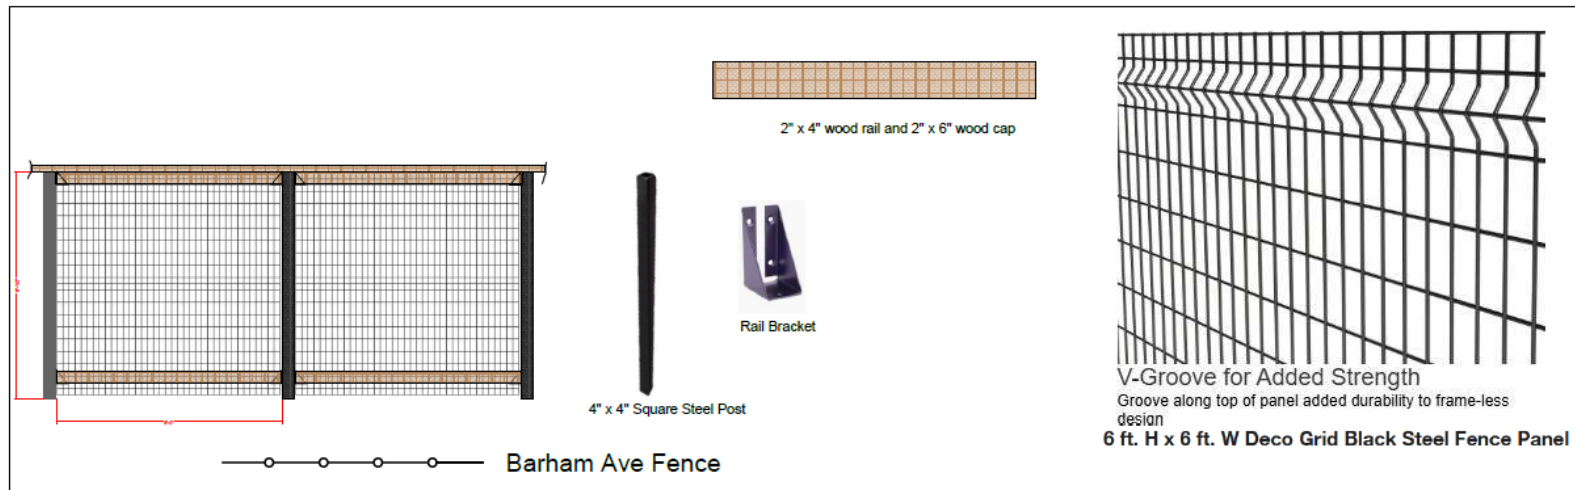 2" x 4" wood rail and 2" x 6" wood cap
Rail Bracket
4" x 4" Square Steel Post
V-Groove for Added Strength
Groove along top of panel added durability to frame-less
design
6 ft. H x 6 ft. W Deco Grid Black Steel Fence Panel
Barham Ave Fence